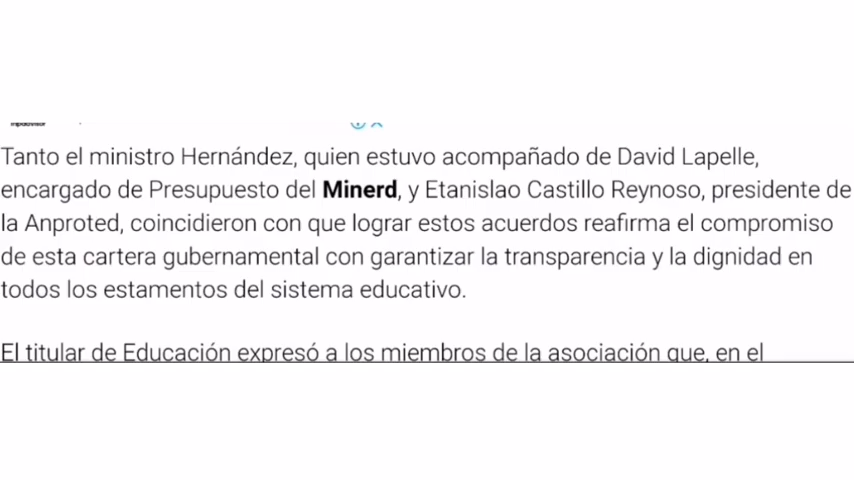 Tanto el ministro Hernández, quien estuvo acompañado de David Lapelle,
encargado de Presupuesto del Minerd, y Etanislao Castillo Reynoso, presidente de
la Anproted, coincidieron con que lograr estos acuerdos reafirma el compromiso
de esta cartera gubernamental con garantizar la transparencia y la dignidad en
todos los estamentos del sistema educativo.
El titular de Educación expresó a los miembros de la asociación que, en el